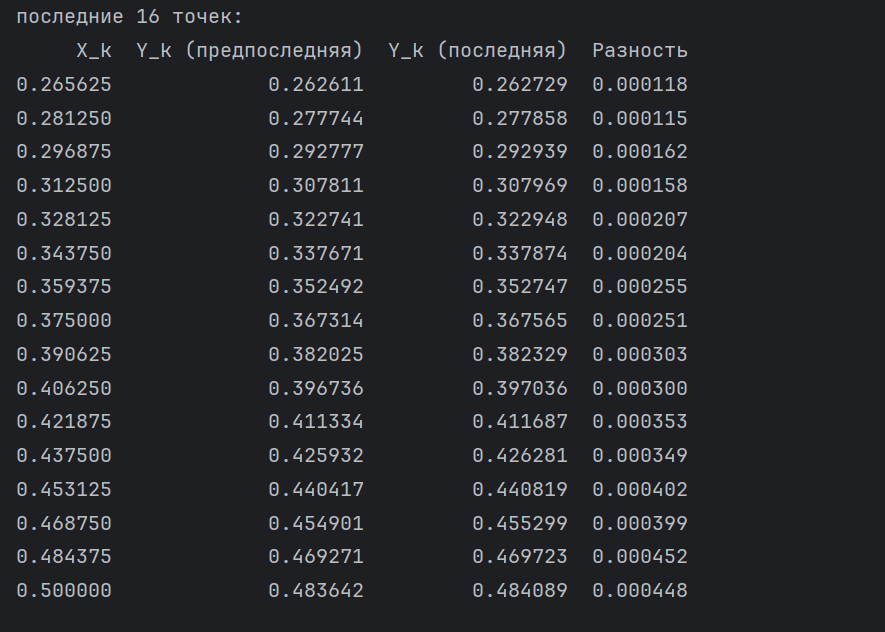 последние 16 точек:
X_k Y_k (предпоследняя) Y_k (последняя) Разность
0.265625 0.262611 0.262729 0.000118
0.281250 0.277744 0.277858 0.000115
0.296875 0.292777 0.292939 0.000162
0.312500 0.307811 0.307969 0.000158
0.328125 0.322741 0.322948 0.000207
0.343750 0.337671 0.337874 0.000204
0.359375 0.352492 0.352747 0.000255
0.375000 0.367314 0.367565 0.000251
0.390625 0.382025 0.382329 0.000303
0.406250 0.396736 0.397036 0.000300
0.421875 0.411334 0.411687 0.000353
0.437500 0.425932 0.426281 0.000349
0.453125 0.440417 0.440819 0.000402
0.468750 0.454901 0.455299 0.000399
0.484375 0.469271 0.469723 0.000452
0.500000 0.483642 0.484089 0.000448